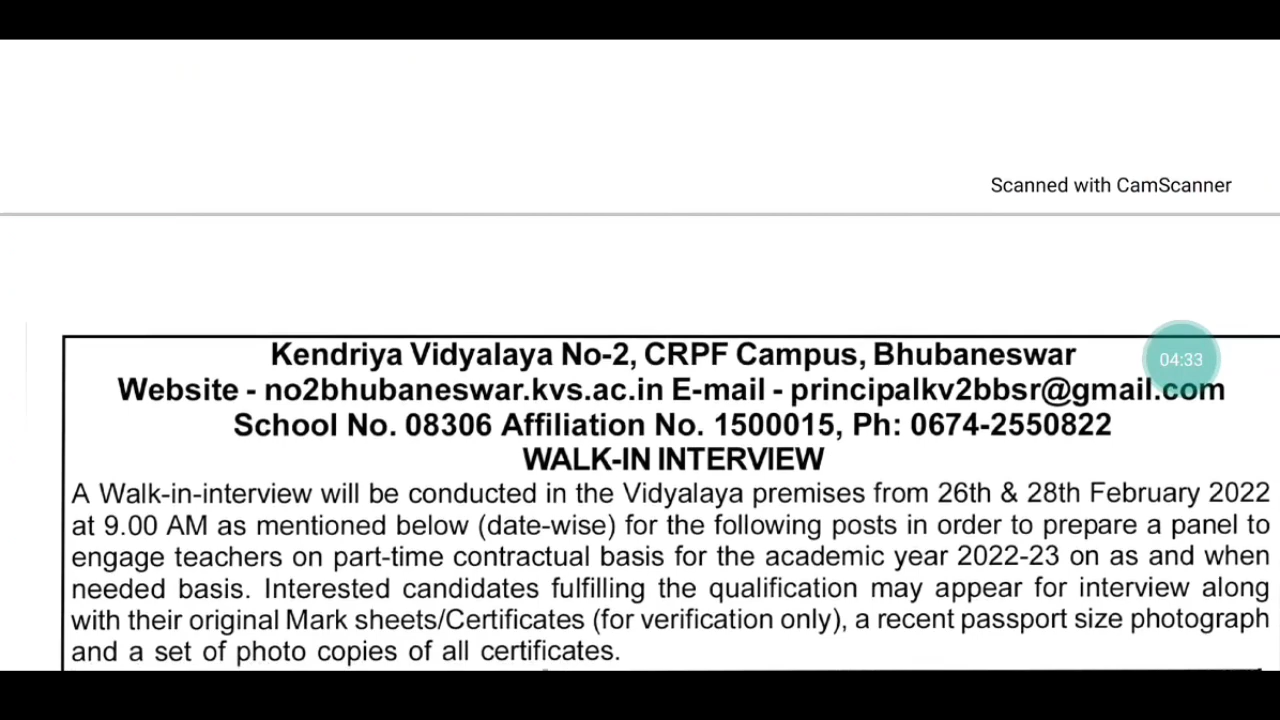 Scanned with CamScanner
Kendriya Vidyalaya No-2, CRPF Campus, Bhubaneswar
04:33
Website - no2bhubaneswar.kvs.ac.in E-mail - principalkv2bbsr@gmail.com
School No. 08306 Affiliation No. 1500015, Ph: 0674-2550822
WALK-IN INTERVIEW
A Walk-in-interview will be conducted in the Vidyalaya premises from 26th & 28th February 2022
at 9.00 AM as mentioned below (date-wise) for the following posts in order to prepare a panel to
engage teachers on part-time contractual basis for the academic year 2022-23 on as and when
needed basis. Interested candidates fulfilling the qualification may appear for interview along
with their original Mark sheets/Certificates (for verification only), a recent passport size photograph
and a set of photo copies of all certificates.